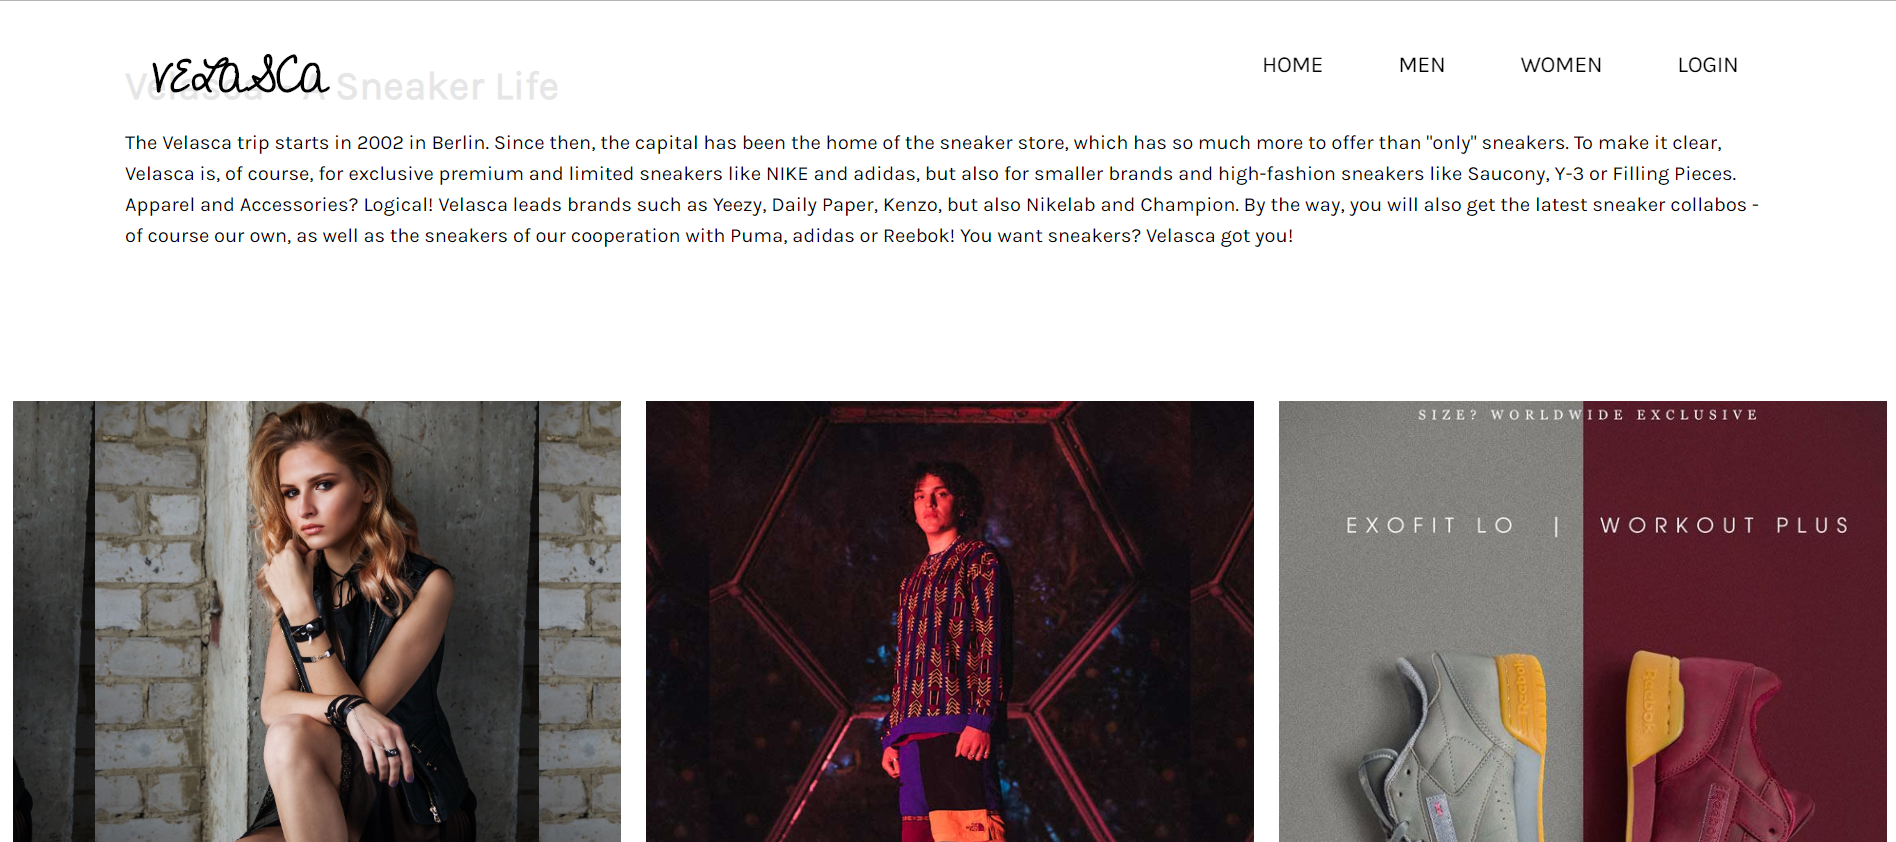 VELASCA
HOME MEN WOMEN LOGIN
Velasca - A Sneaker Life
The Velasca trip starts in 2002 in Berlin. Since then, the capital has been the home of the sneaker store, which has so much more to offer than "only" sneakers. To make it clear,
Velasca is, of course, for exclusive premium and limited sneakers like NIKE and adidas, but also for smaller brands and high-fashion sneakers like Saucony, Y-3 or Filling Pieces.
Apparel and Accessories? Logical! Velasca leads brands such as Yeezy, Daily Paper, Kenzo, but also Nikelab and Champion. By the way, you will also get the latest sneaker collabos -
of course our own, as well as the sneakers of our cooperation with Puma, adidas or Reebok! You want sneakers? Velasca got you!
SIZE? WORLDWIDE EXCLUSIVE
EXOFIT LO | WORKOUT PLUS
Reebok
Reebok